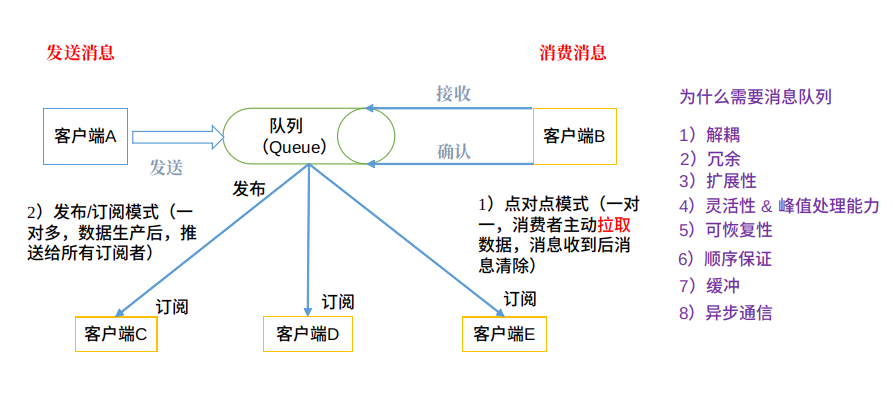 发送消息
消费消息
接收
客户端A
发送
队列
（Queue）
客户端B
确认
发布
2）发布/订阅模式（一
对多，数据生产后，推
送给所有订阅者）
1）点对点模式（一对
一，消费者主动拉取
数据，消息收到后消
息清除）
订阅
订阅
订阅
客户端C
客户端D
客户端E
为什么需要消息队列
1）解耦
2）冗余
3）扩展性
4）灵活性 & 峰值处理能力
5）可恢复性
6）顺序保证
7）缓冲
8）异步通信